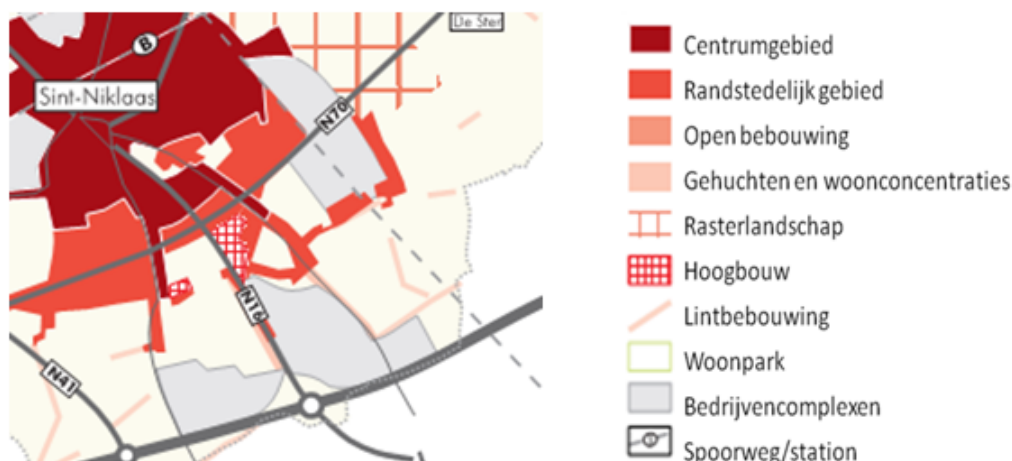 De Ster
B
Sint-Niklaas
N70
N16
N41
Centrumgebied
Randstedelijk gebied
Open bebouwing
Gehuchten en woonconcentraties
Rasterlandschap
Hoogbouw
Lintbebouwing
Woonpark
Bedrijvencomplexen
Spoorweg/station